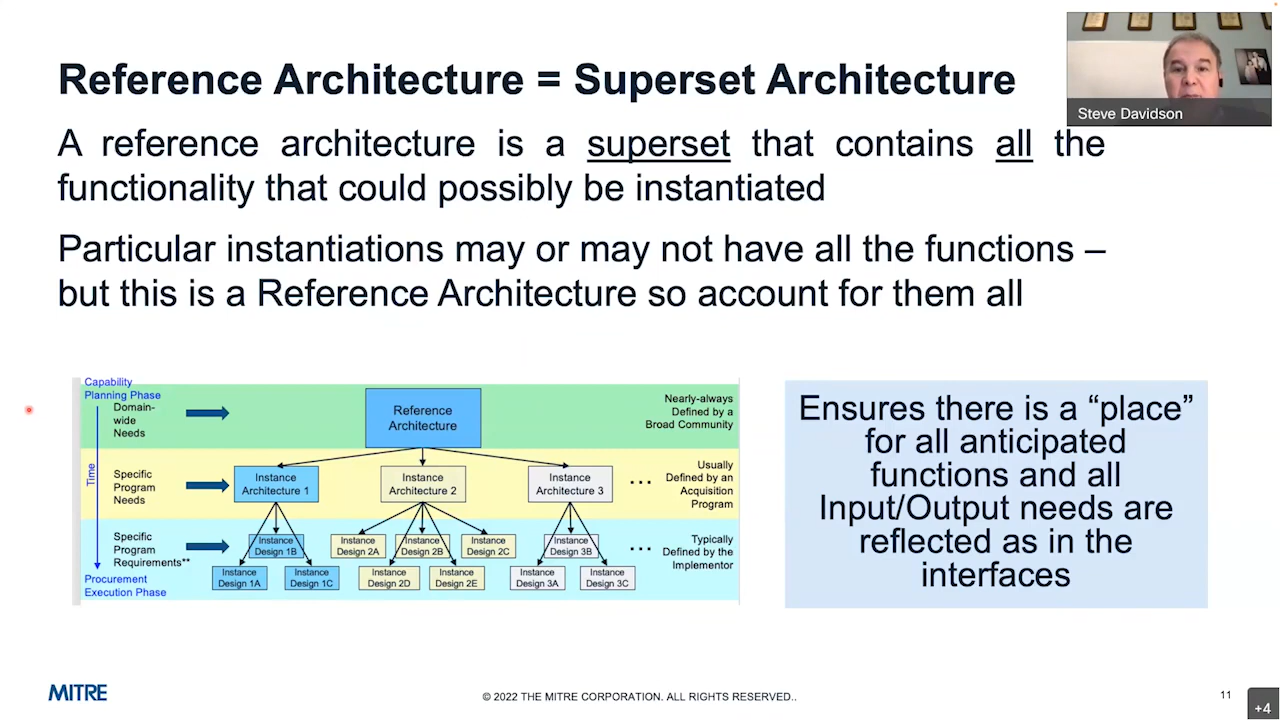 Reference Architecture = Superset Architecture
Steve Davidson
A reference architecture is a superset that contains all the
functionality that could possibly be instantiated
Particular instantiations may or may not have all the functions –
but this is a Reference Architecture so account for them all
Capability
Planning Phase
Domain-
wide
Needs
Reference
Architecture
Nearly-always
Defined by a
Broad Community
Time
Specific
Program
Needs
Instance
Architecture 1
Instance
Architecture 2
Instance
Architecture 3
...
Usually
Defined by an
Acquisition
Program
Specific
Program
Requirements**
Instance
Design 1B
Instance
Design 2A
Instance
Design 2B
Instance
Design 2C
Instance
Design 3B
...
Typically
Defined by the
Implementor
Instance
Design 1A
Instance
Design 1C
Instance
Design 2D
Instance
Design 2E
Instance
Design 3A
Instance
Design 3C
Procurement
Execution Phase
Ensures there is a “place”
for all anticipated
functions and all
Input/Output needs are
reflected as in the
interfaces
MITRE
© 2022 THE MITRE CORPORATION. ALL RIGHTS RESERVED..
11
+4